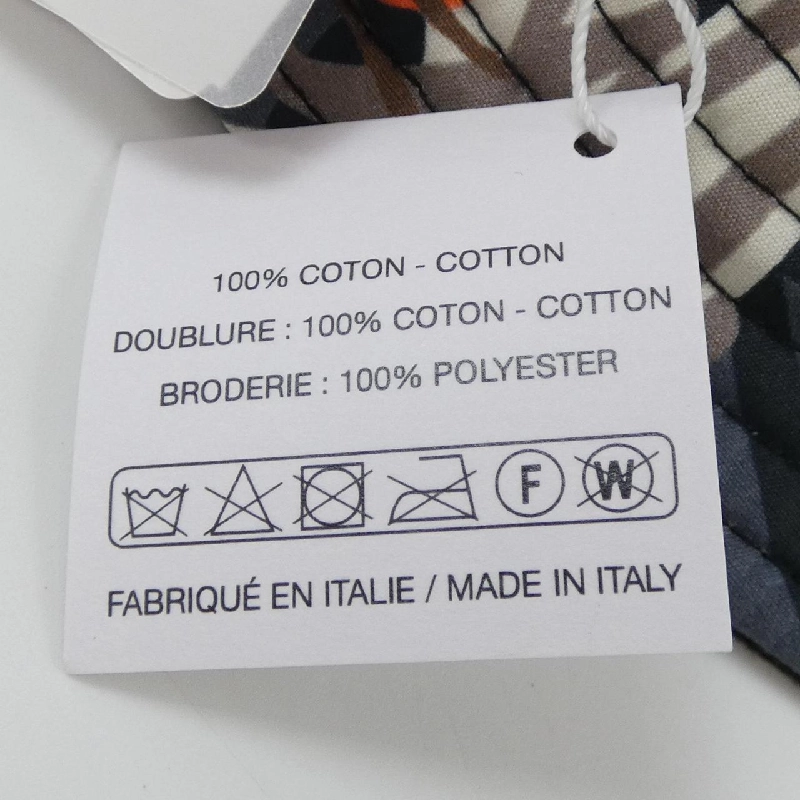 100% COTON - COTTON
DOUBLURE : 100% COTON - COTTON
BRODERIE : 100% POLYESTER
F W
FABRIQUÉ EN ITALIE / MADE IN ITALY